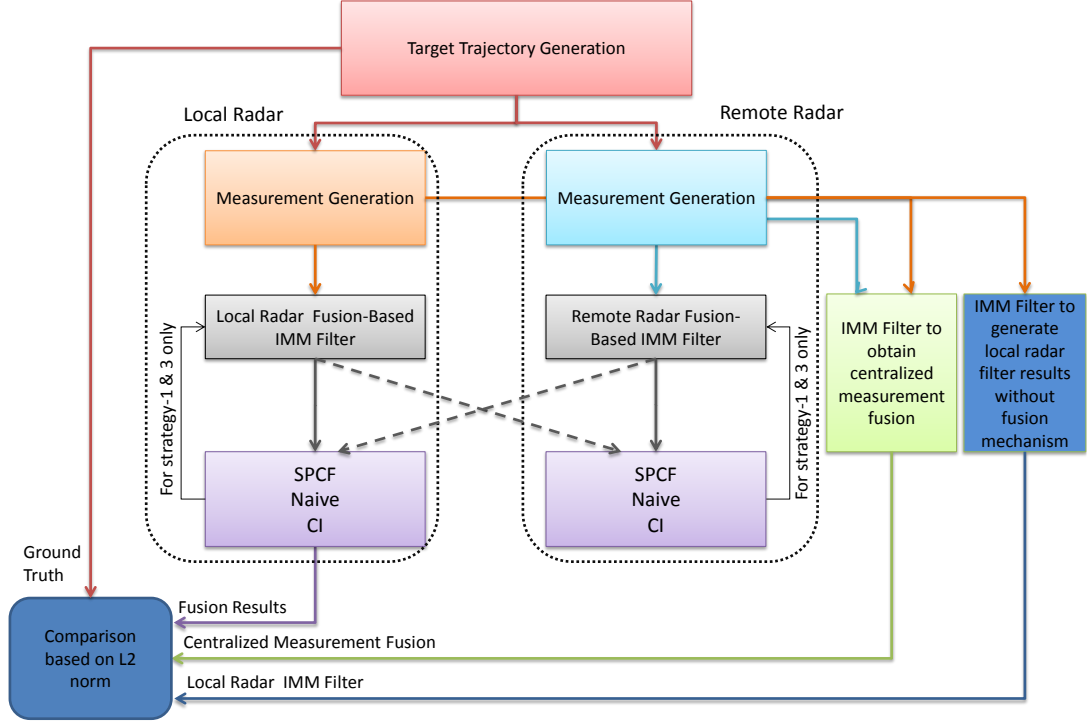 Target Trajectory Generation
Local Radar
Remote Radar
Measurement Generation
Measurement Generation
Local Radar Fusion-Based
IMM Filter
Remote Radar Fusion-
Based IMM Filter
IMM Filter to
obtain
centralized
measurement
fusion
IMM Filter to
generate
local radar
filter results
without
fusion
mechanism
For strategy-1 & 3 only
For strategy-1 & 3 only
SPCF
Naive
CI
SPCF
Naive
CI
Ground
Truth
Fusion Results
Centralized Measurement Fusion
Local Radar IMM Filter
Comparison
based on L2
norm